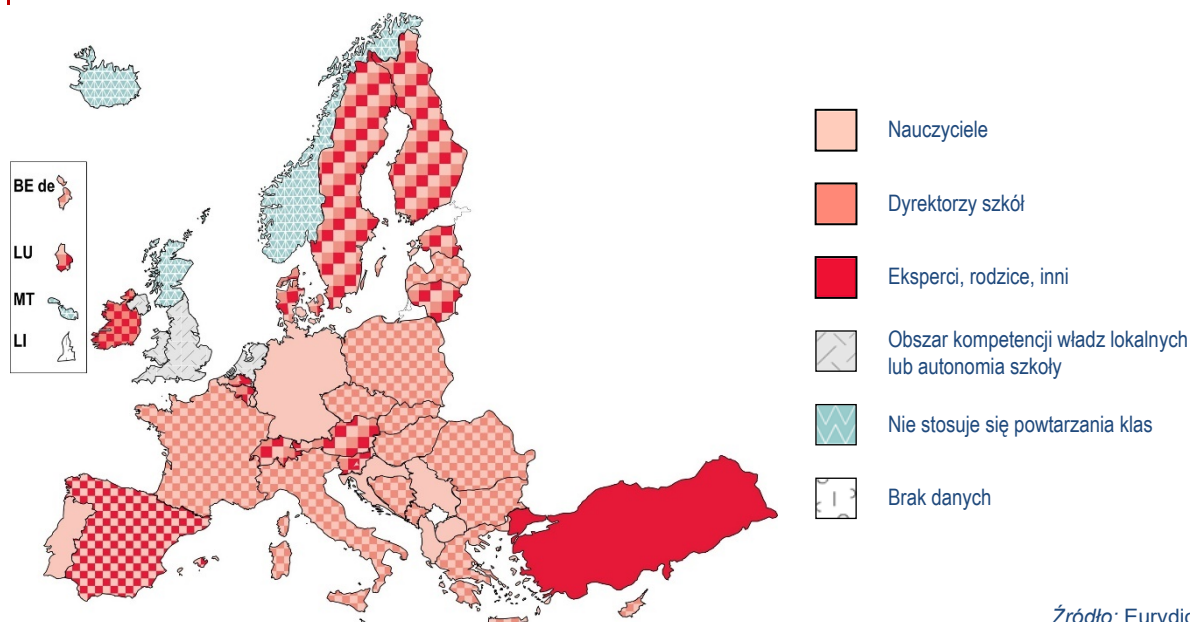 BE de
LU
MT
LI
Nauczyciele
Dyrektorzy szkół
Eksperci, rodzice, inni
Obszar kompetencji władz lokalnych
lub autonomia szkoły
Nie stosuje się powtarzania klas
Brak danych
Źródło: Eurydic